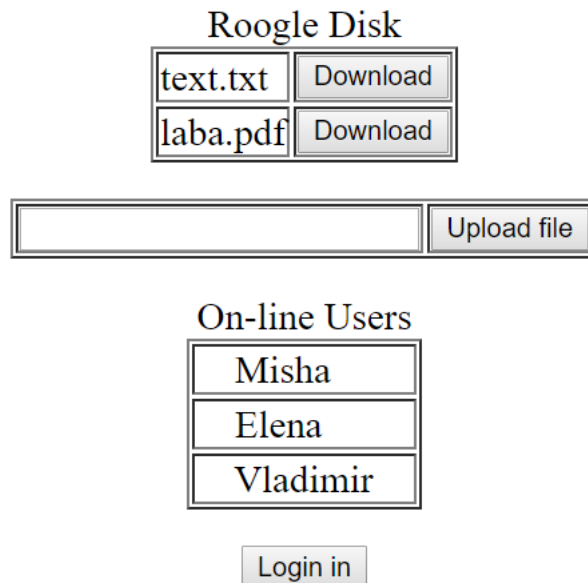 Roogle Disk
text.txt Download
laba.pdf Download
Upload file
On-line Users
Misha
Elena
Vladimir
Login in